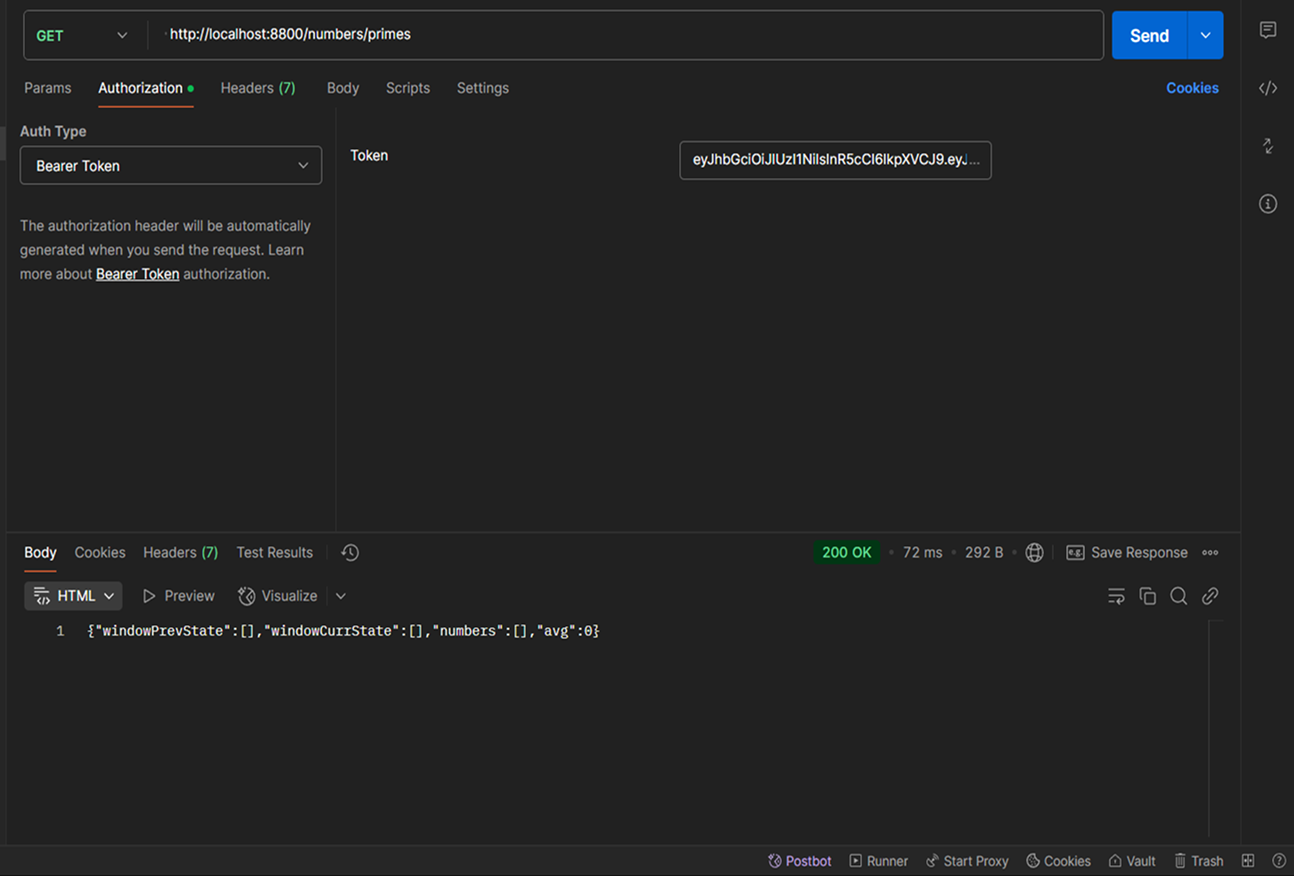 GET http://localhost:8800/numbers/primes Send
Params Authorization Headers (7) Body Scripts Settings Cookies
Auth Type
Bearer Token
Token
eyJhbGciOiJIUzI1NiIsInR5cCI6IkpXVCJ9.eyJ...
The authorization header will be automatically
generated when you send the request. Learn
more about Bearer Token authorization.
Body Cookies Headers (7) Test Results 200 OK • 72 ms • 292 B • e.g. Save Response
HTML Preview Visualize
1 {"windowPrevState":[],"windowCurrState":[],"numbers":[],"avg":0}
Postbot Runner Start Proxy Cookies Vault Trash